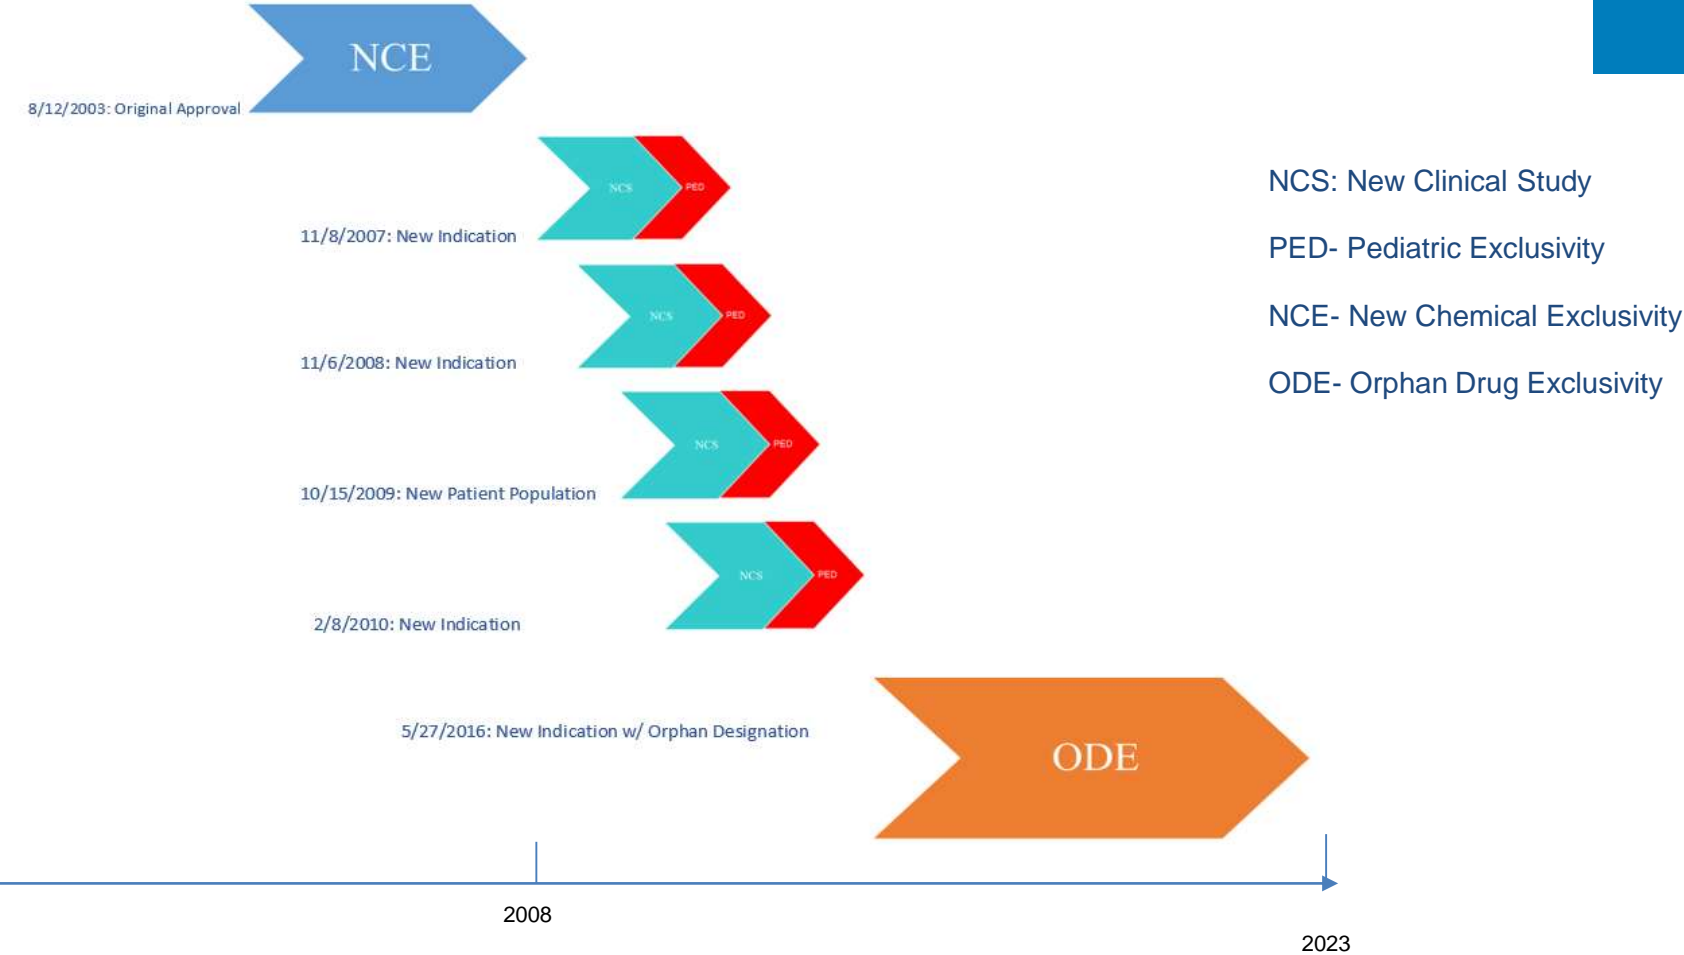 NCE
8/12/2003: Original Approval
NCS PED
11/8/2007: New Indication
NCS PED
11/6/2008: New Indication
NCS PED
10/15/2009: New Patient Population
NCS PED
2/8/2010: New Indication
5/27/2016: New Indication w/ Orphan Designation
ODE
NCS: New Clinical Study
PED- Pediatric Exclusivity
NCE- New Chemical Exclusivity
ODE- Orphan Drug Exclusivity
2008
2023